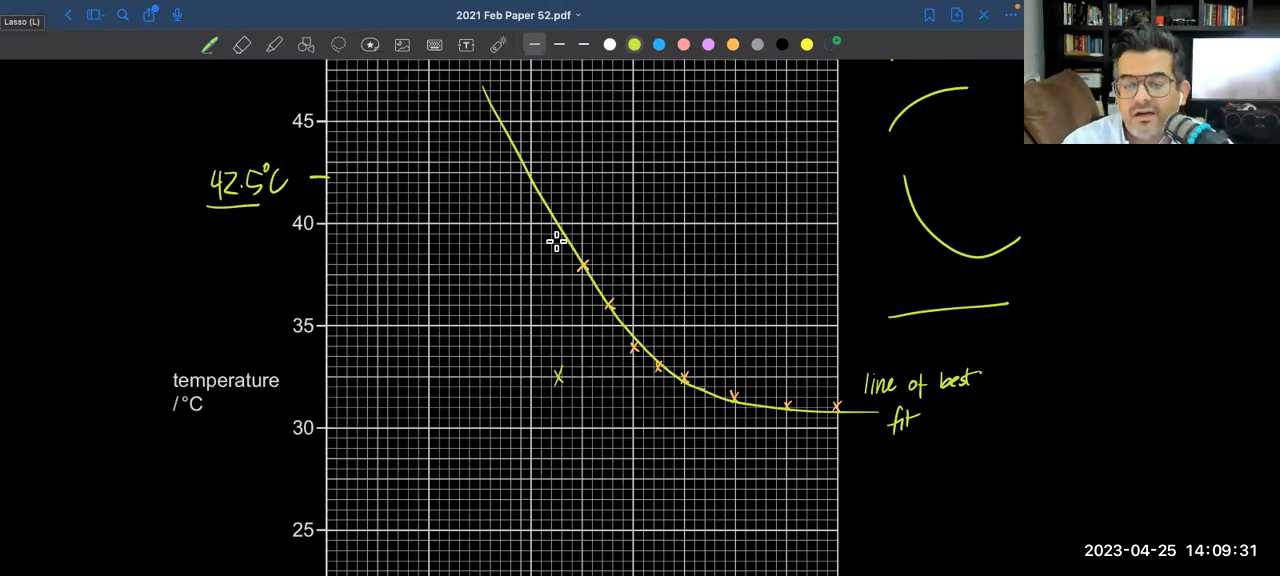 Lasso (L)
2021 Feb Paper 52.pdf
45
42.5°C
40
35
temperature
/°C
line of best
fit
30
25
2023-04-25 14:09:31